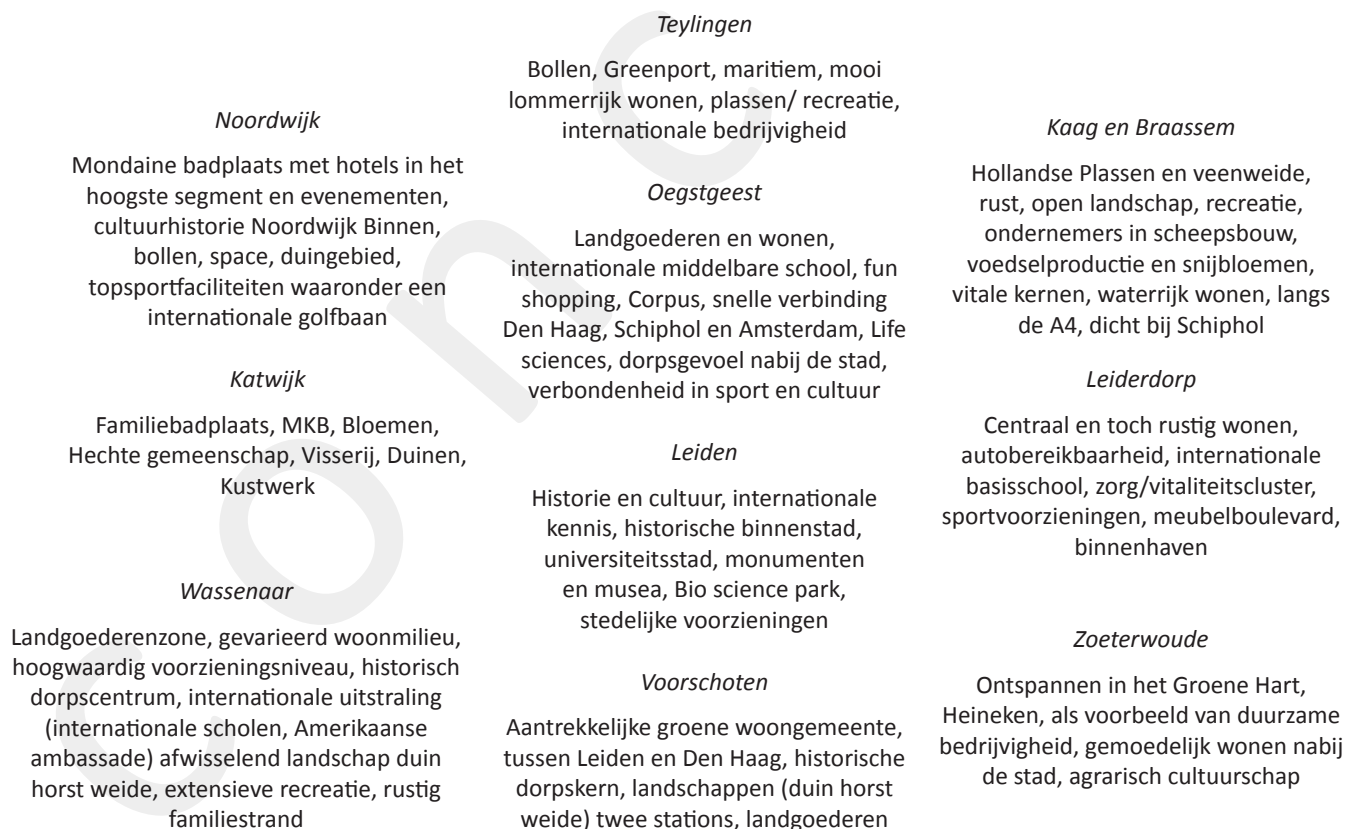 Noordwijk
Mondaine badplaats met hotels in het
hoogste segment en evenementen,
cultuurhistorie Noordwijk Binnen,
bollen, space, duingebied,
topsportfaciliteiten waaronder een
internationale golfbaan
Katwijk
Familiebadplaats, MKB, Bloemen,
Hechte gemeenschap, Visserij, Duinen,
Kustwerk
Wassenaar
Landgoederenzone, gevarieerd woonmilieu,
hoogwaardig voorzieningsniveau, historisch
dorpscentrum, internationale uitstraling
(internationale scholen, Amerikaanse
ambassade) afwisselend landschap duin
horst weide, extensieve recreatie, rustig
familiestrand
Teylingen
Bollen, Greenport, maritiem, mooi
lommerrijk wonen, plassen/ recreatie,
internationale bedrijvigheid
Oegstgeest
Landgoederen en wonen,
internationale middelbare school, fun
shopping, Corpus, snelle verbinding
Den Haag, Schiphol en Amsterdam, Life
sciences, dorpsgevoel nabij de stad,
verbondenheid in sport en cultuur
Leiden
Historie en cultuur, internationale
kennis, historische binnenstad,
universiteitsstad, monumenten
en musea, Bio science park,
stedelijke voorzieningen
Voorschoten
Aantrekkelijke groene woongemeente,
tussen Leiden en Den Haag, historische
dorpskern, landschappen (duin horst
weide) twee stations, landgoederen
Kaag en Braassem
Hollandse Plassen en veenweide,
rust, open landschap, recreatie,
ondernemers in scheepsbouw,
voedselproductie en snijbloemen,
vitale kernen, waterrijk wonen, langs
de A4, dicht bij Schiphol
Leiderdorp
Centraal en toch rustig wonen,
autobereikbaarheid, internationale
basisschool, zorg/vitaliteitscluster,
sportvoorzieningen, meubelboulevard,
binnenhaven
Zoeterwoude
Ontspannen in het Groene Hart,
Heineken, als voorbeeld van duurzame
bedrijvigheid, gemoedelijk wonen nabij
de stad, agrarisch cultuurschap